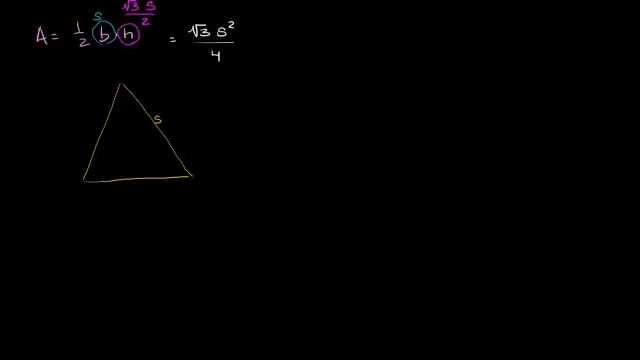 √3 S
S 2
A = 1/2 b h = √3 S²/4
S